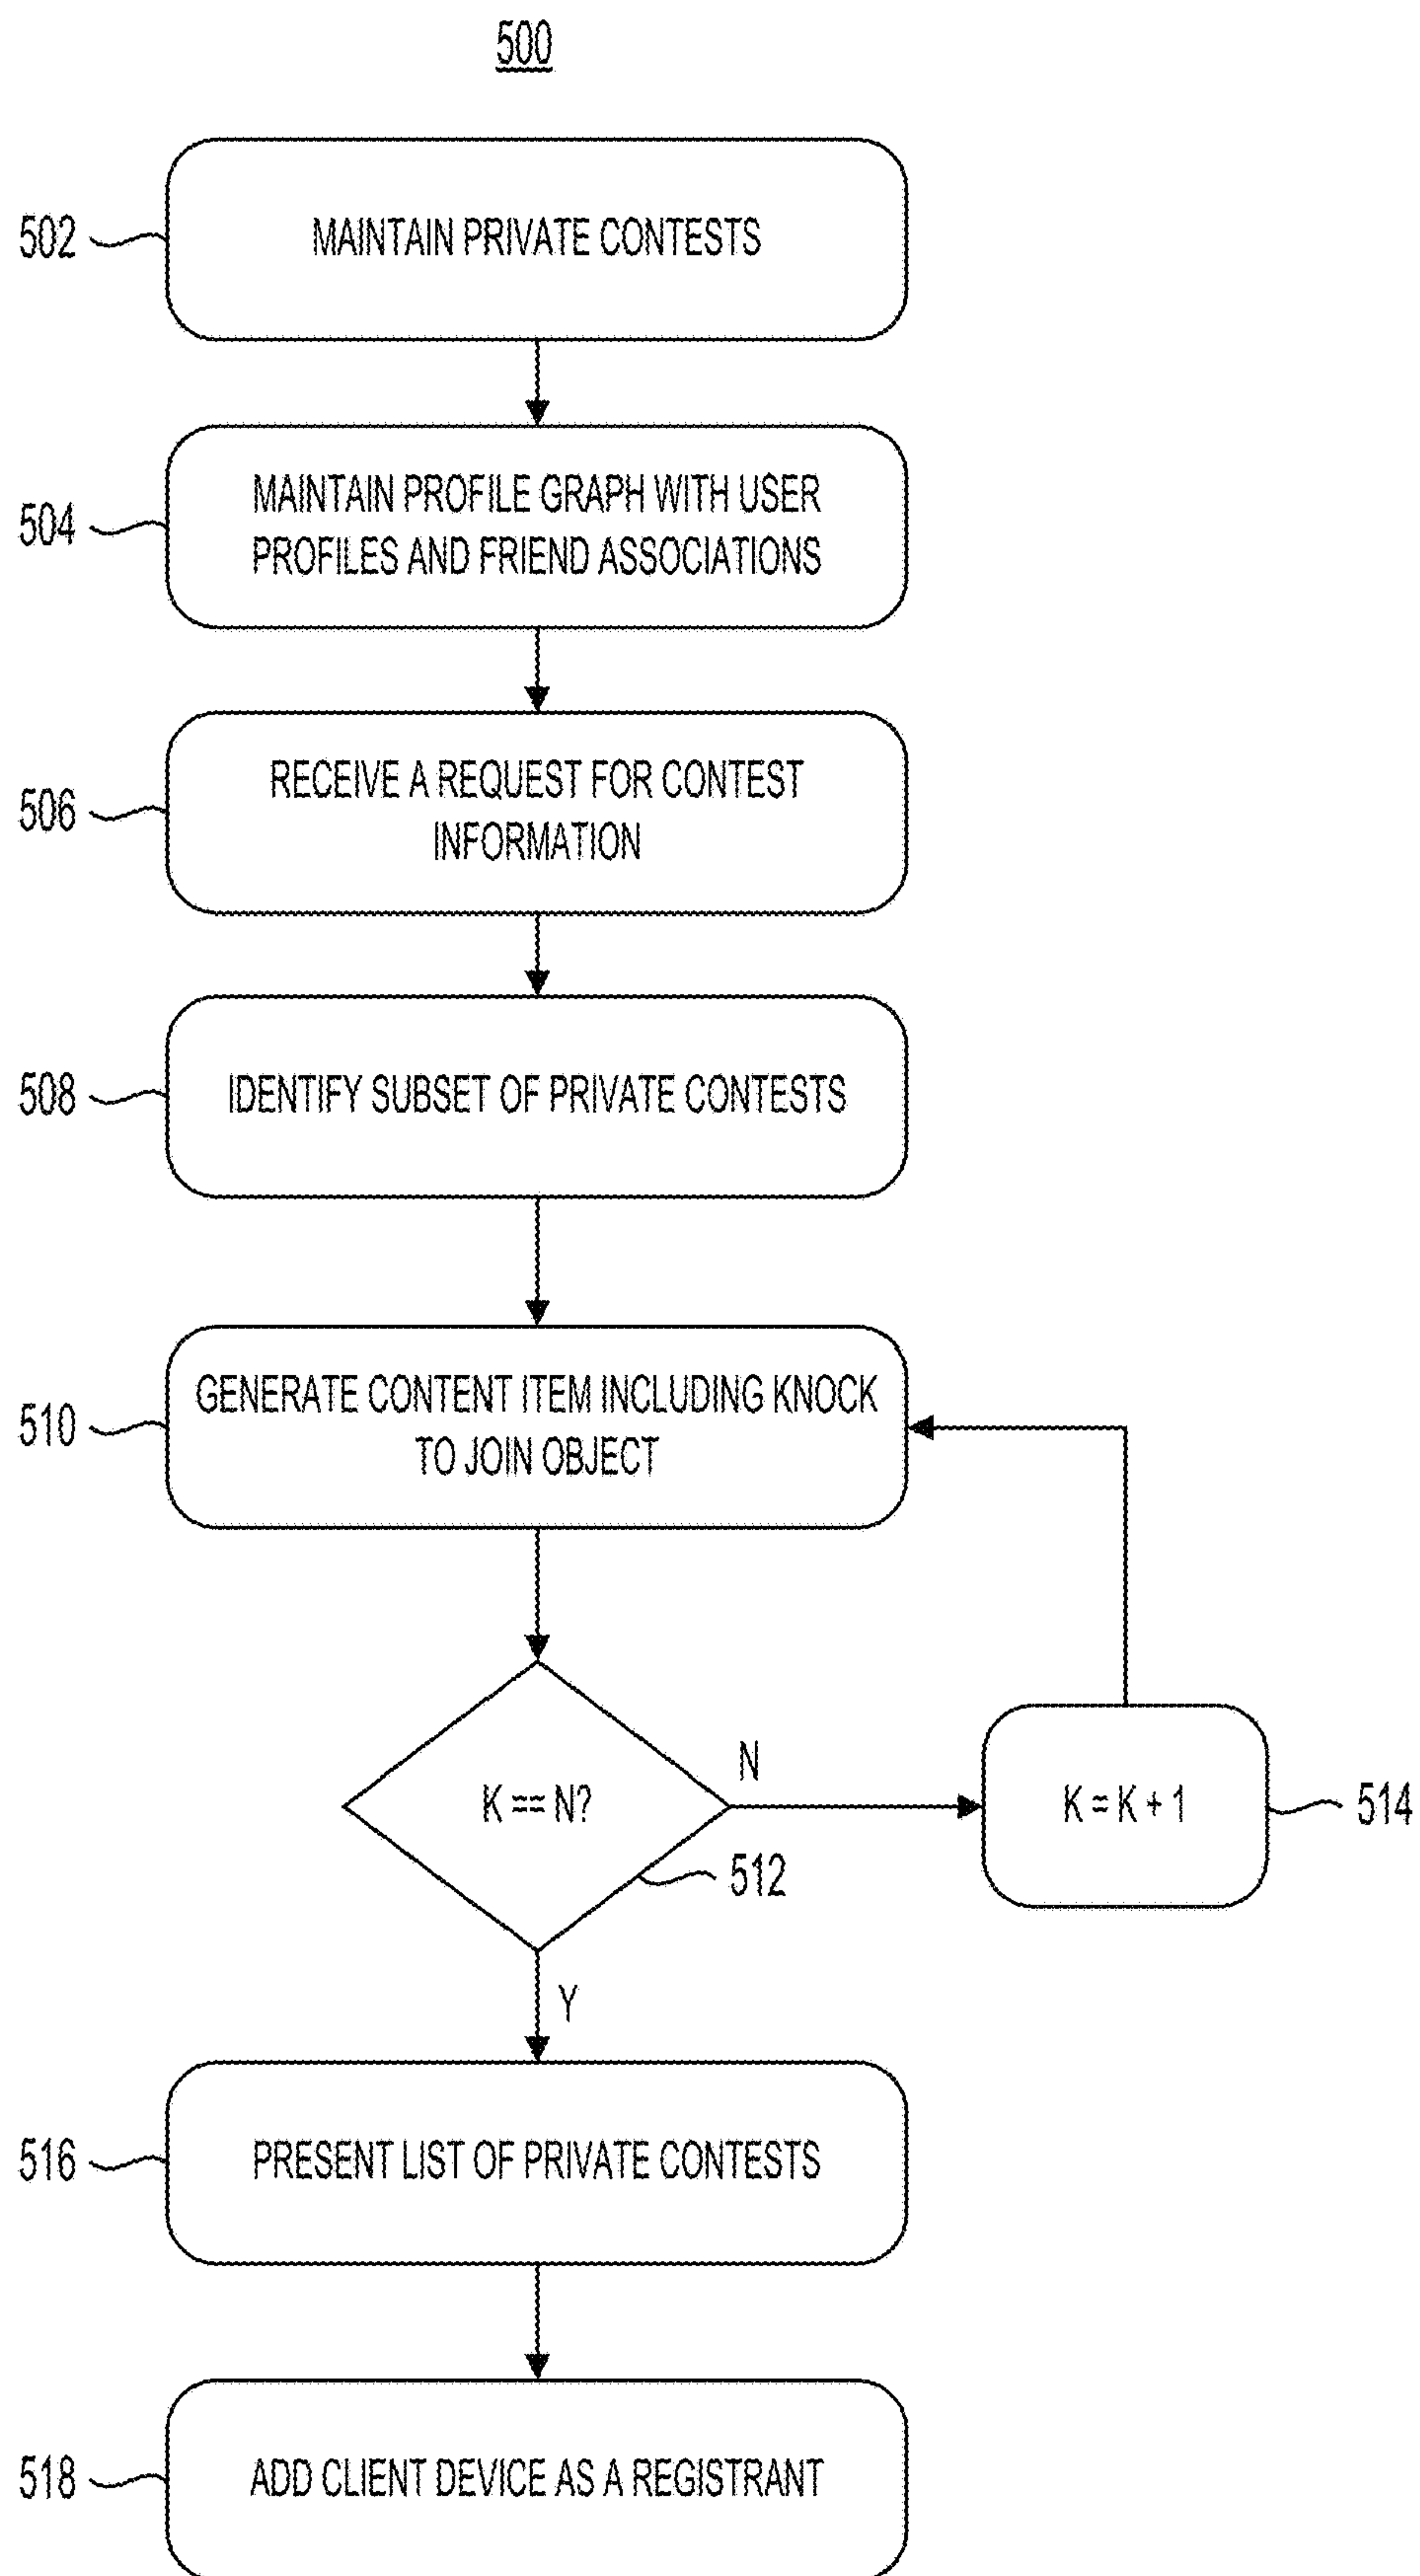 500
502
MAINTAIN PRIVATE CONTESTS
504
MAINTAIN PROFILE GRAPH WITH USER
PROFILES AND FRIEND ASSOCIATIONS
506
RECEIVE A REQUEST FOR CONTEST
INFORMATION
508
IDENTIFY SUBSET OF PRIVATE CONTESTS
510
GENERATE CONTENT ITEM INCLUDING KNOCK
TO JOIN OBJECT
K == N?
N
512
K = K + 1
514
Y
516
PRESENT LIST OF PRIVATE CONTESTS
518
ADD CLIENT DEVICE AS A REGISTRANT